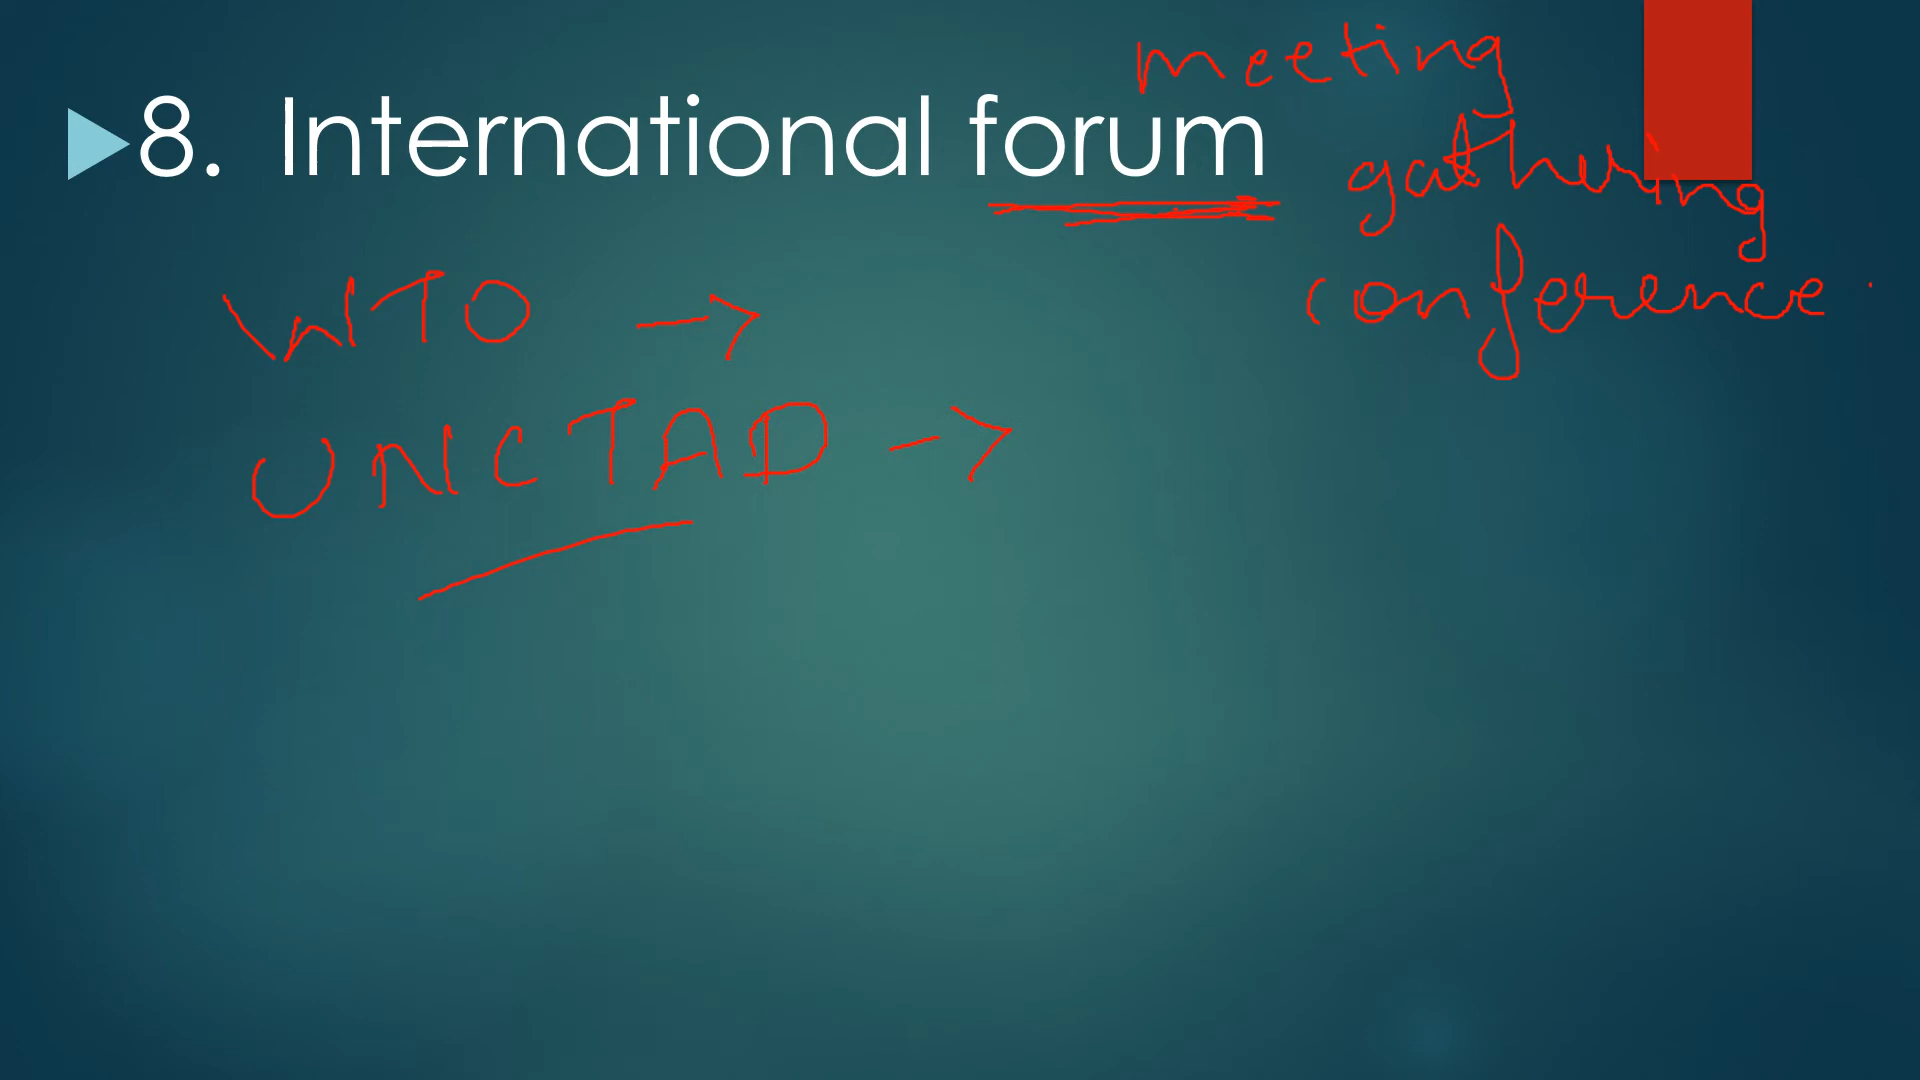 8. International forum
meeting
gathering
conference.
WTO →
UNCTAD →